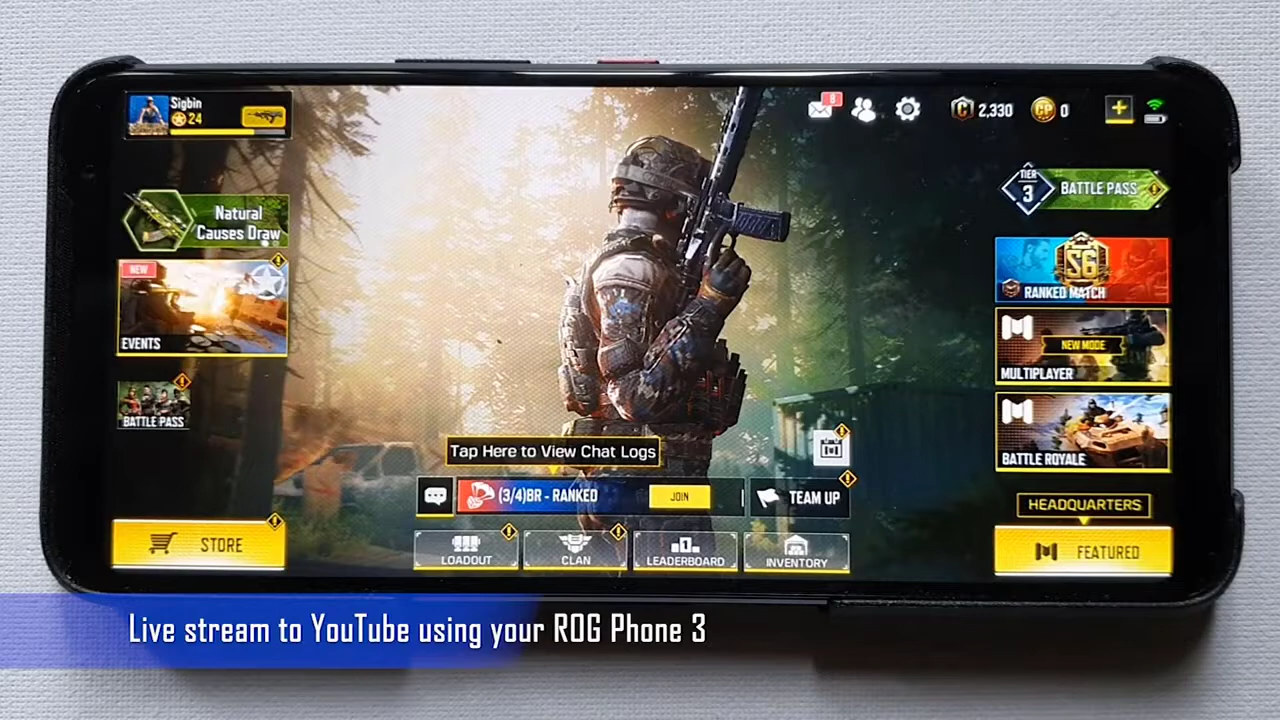 Sigbin
24
8
2,330
CP 0
Natural
Causes Draw
NEW
EVENTS
BATTLE PASS
STORE
TIER
3
BATTLE PASS
S6
RANKED MATCH
NEW MODE
MULTIPLAYER
BATTLE ROYALE
HEADQUARTERS
FEATURED
Tap Here to View Chat Logs
(3/4)BR - RANKED
JOIN
TEAM UP
LOADOUT
CLAN
LEADERBOARD
INVENTORY
Live stream to YouTube using your ROG Phone 3